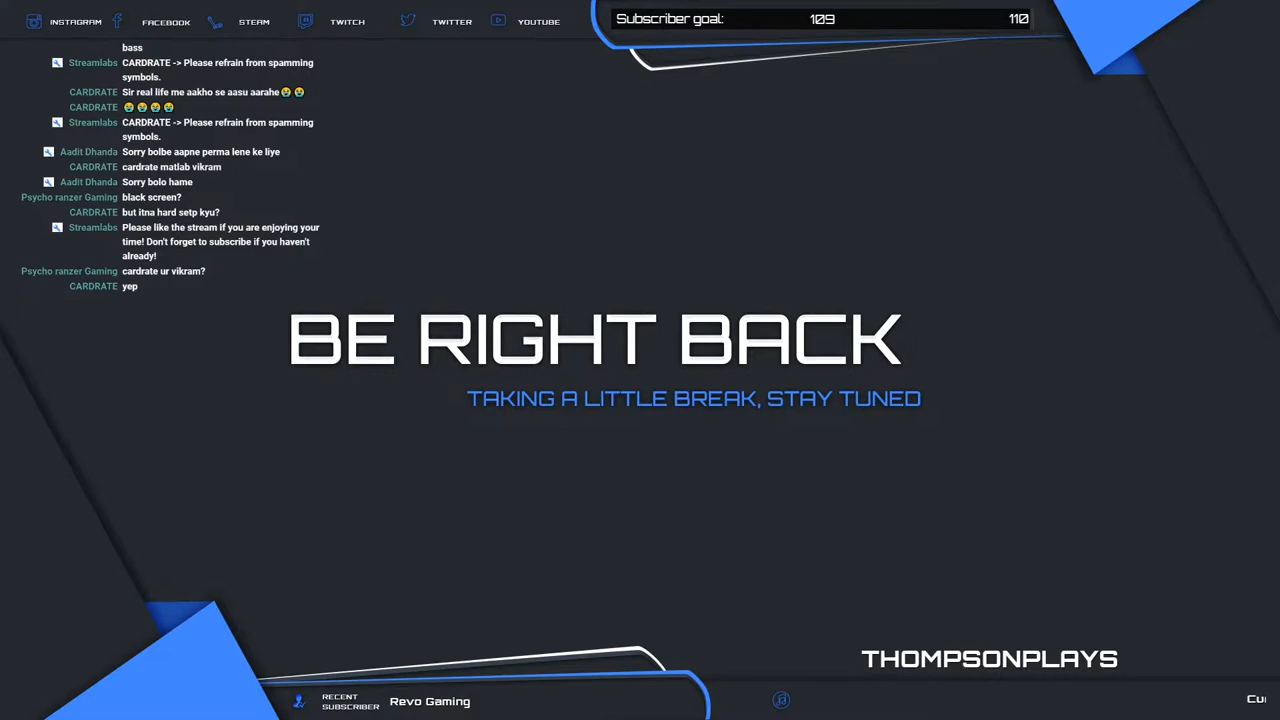 INSTAGRAM FACEBOOK STEAM TWITCH TWITTER YOUTUBE
Subscriber goal: 109 110
bass
Streamlabs CARDRATE -> Please refrain from spamming
symbols.
CARDRATE Sir real life me aakho se aasu aarahe😭😭
CARDRATE 😭😭😭😭
Streamlabs CARDRATE -> Please refrain from spamming
symbols.
Aadit Dhanda Sorry bolbe aapne perma lene ke liye
CARDRATE cardrate matlab vikram
Aadit Dhanda Sorry bolo hame
Psycho ranzer Gaming black screen?
CARDRATE but itna hard setp kyu?
Streamlabs Please like the stream if you are enjoying your
time! Don't forget to subscribe if you haven't
already!
Psycho ranzer Gaming cardrate ur vikram?
CARDRATE yep
BE RIGHT BACK
TAKING A LITTLE BREAK, STAY TUNED
THOMPSONPLAYS
RECENT
SUBSCRIBER
Revo Gaming